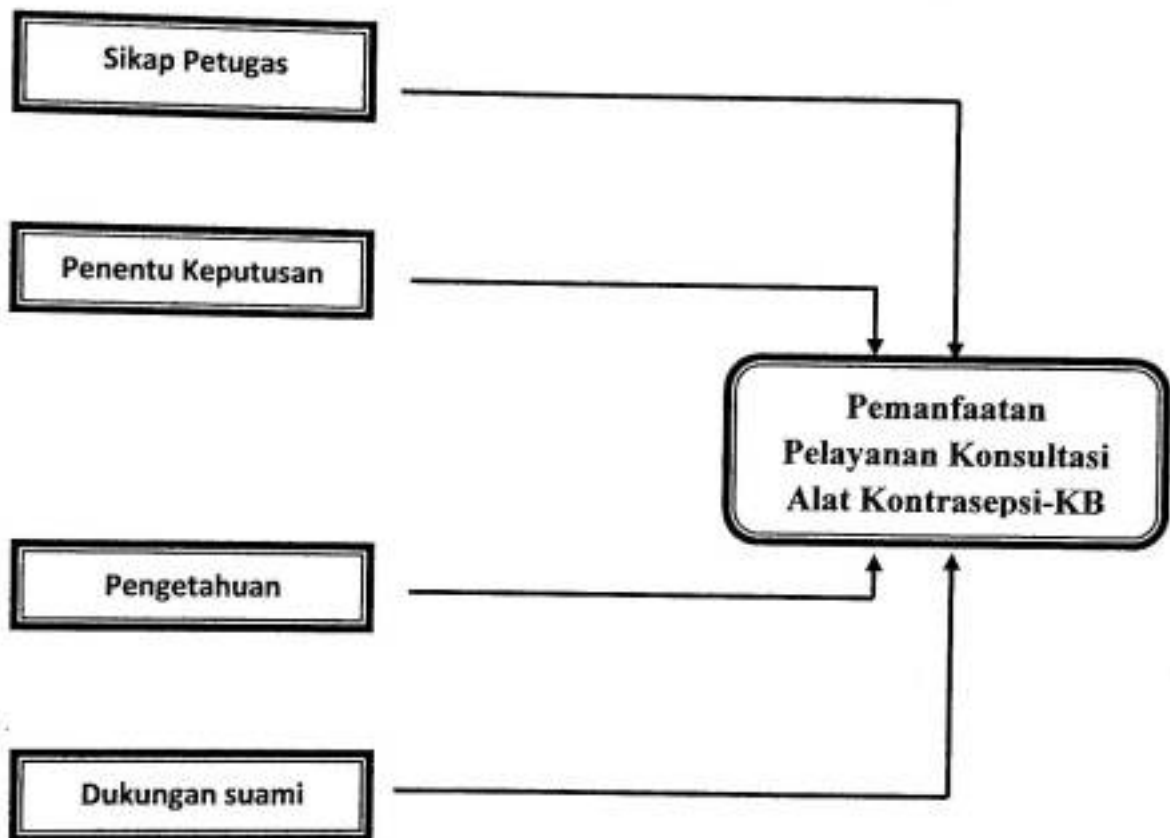 Sikap Petugas
Penentu Keputusan
Pemanfaatan
Pelayanan Konsultasi
Alat Kontrasepsi-KB
Pengetahuan
Dukungan suami